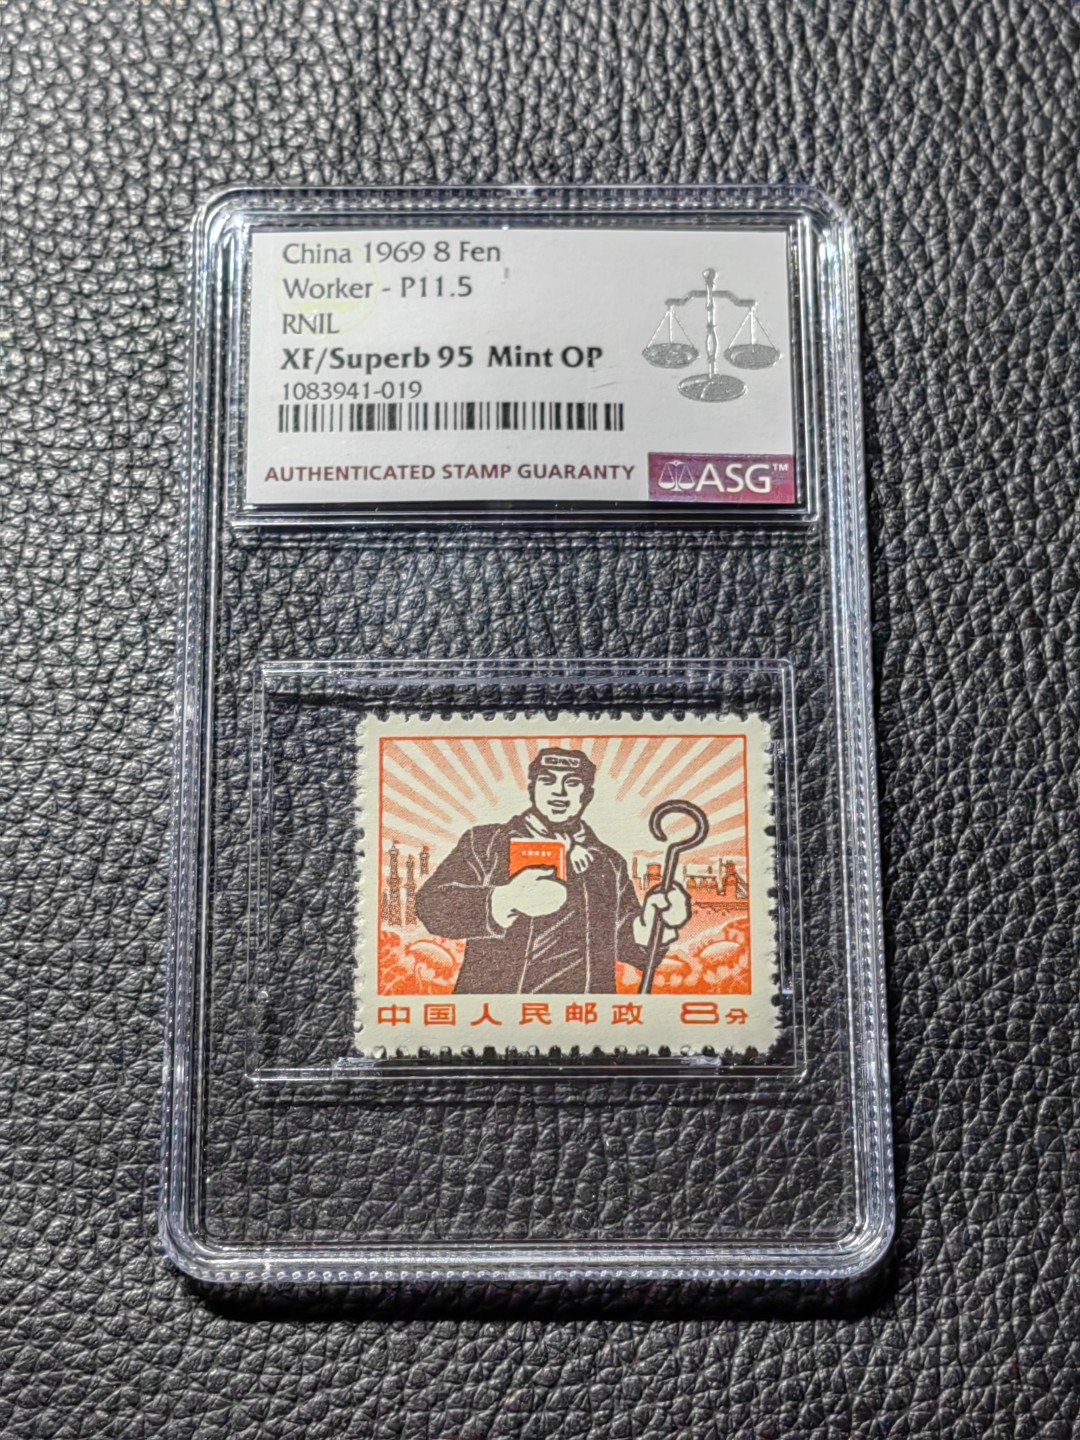 China 1969 8 Fen
Worker - P11.5
RNIL
XF/Superb 95 Mint OP
1083941-019
AUTHENTICATED STAMP GUARANTY
ASG™
中国人民邮政 8分